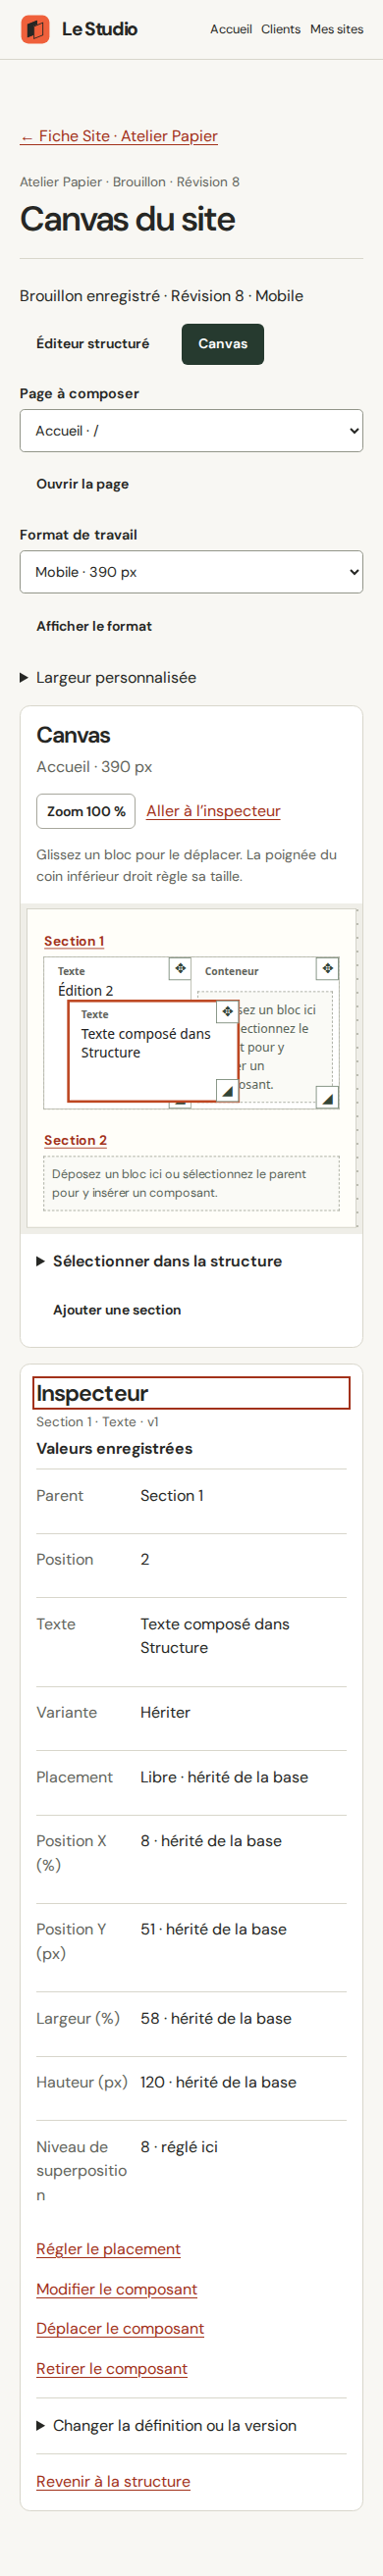 Le Studio
Accueil Clients Mes sites
← Fiche Site · Atelier Papier
Atelier Papier · Brouillon · Révision 8
Canvas du site
Brouillon enregistré · Révision 8 · Mobile
Éditeur structuré Canvas
Page à composer
Accueil · /
Ouvrir la page
Format de travail
Mobile · 390 px
Afficher le format
Largeur personnalisée
Canvas
Accueil · 390 px
Zoom 100 % Aller à l’inspecteur
Glissez un bloc pour le déplacer. La poignée du
coin inférieur droit règle sa taille.
Section 1
Texte
Édition 2
Conteneur
un bloc ici
le
pour y
un
Texte
Texte composé dans
Structure
Section 2
Déposez un bloc ici ou sélectionnez le parent
pour y insérer un composant.
Sélectionner dans la structure
Ajouter une section
Inspecteur
Section 1 · Texte · v1
Valeurs enregistrées
Parent Section 1
Position 2
Texte Texte composé dans
Structure
Variante Hériter
Placement Libre · hérité de la base
Position X 8 · hérité de la base
(%)
Position Y 51 · hérité de la base
(px)
Largeur (%) 58 · hérité de la base
Hauteur (px) 120 · hérité de la base
Niveau de 8 · réglé ici
superpositio
n
Régler le placement
Modifier le composant
Déplacer le composant
Retirer le composant
Changer la définition ou la version
Revenir à la structure